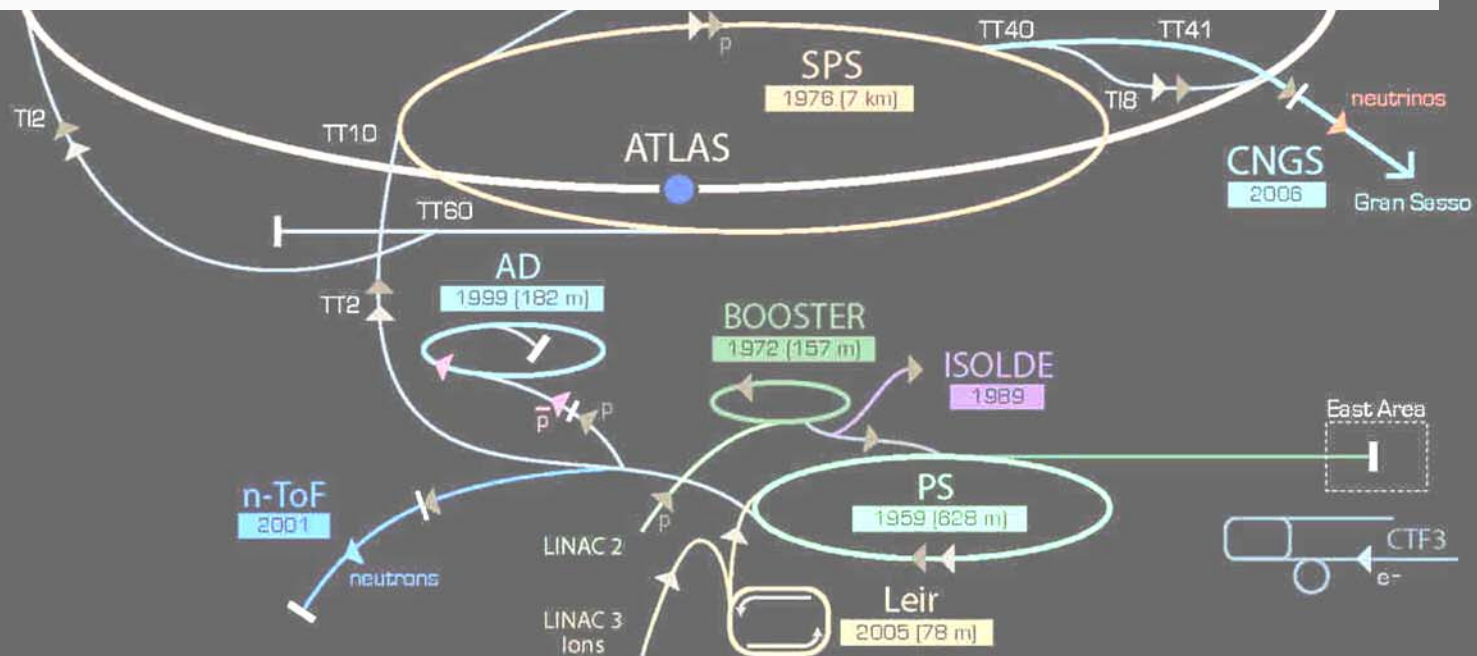 TT40
TT41
p
SPS
1976 (7 km)
TI8
neutrinos
TI2
TT10
ATLAS
CNGS
2006
Gran Sasso
TT60
AD
1999 (182 m)
TT2
BOOSTER
1972 (157 m)
ISOLDE
1989
p̅
p
East Area
n-ToF
2001
PS
1959 (628 m)
p
LINAC 2
neutrons
CTF3
e-
Leir
2005 (78 m)
LINAC 3
Ions